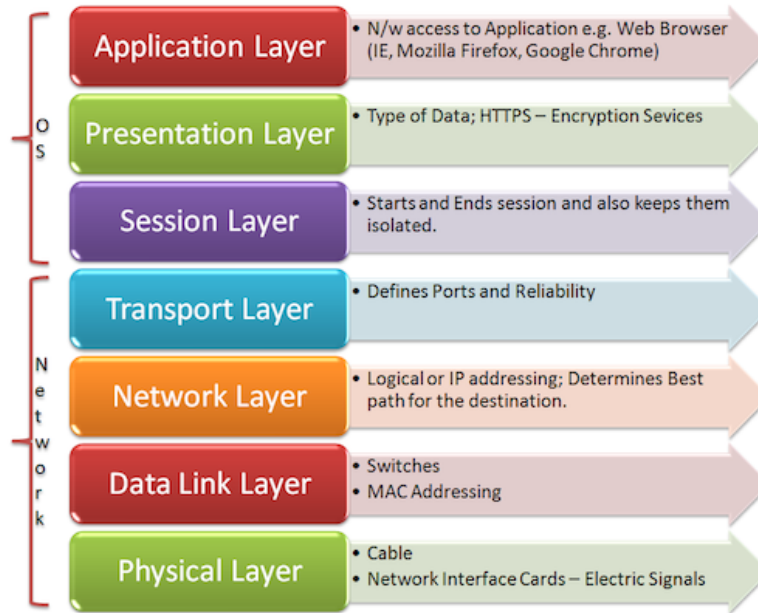 Application Layer
• N/w access to Application e.g. Web Browser
(IE, Mozilla Firefox, Google Chrome)
OS
Presentation Layer
• Type of Data; HTTPS – Encryption Sevices
Session Layer
• Starts and Ends session and also keeps them
isolated.
Transport Layer
• Defines Ports and Reliability
Network
Network Layer
• Logical or IP addressing; Determines Best
path for the destination.
Data Link Layer
• Switches
• MAC Addressing
Physical Layer
• Cable
• Network Interface Cards – Electric Signals